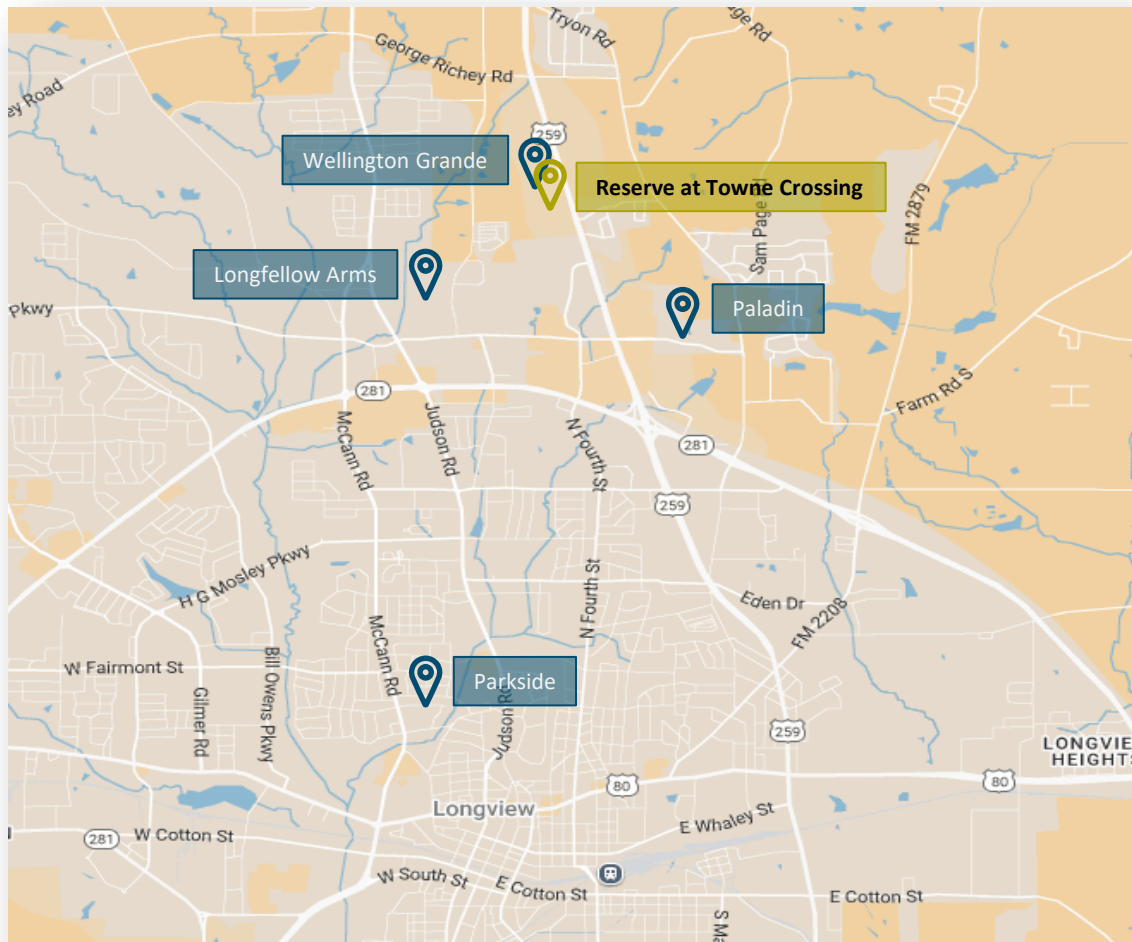 Tryon Rd
George Richey Rd
ey Road
259
Wellington Grande
Reserve at Towne Crossing
Sam Page
FM 2879
Longfellow Arms
Paladin
Pkwy
281
McCann Rd
Judson Rd
N Fourth St
281
259
Farm Rd S
H G Mosley Pkwy
N Fourth St
Eden Dr
FM 2208
W Fairmont St
McCann Rd
Bill Owens Pkwy
Gilmer Rd
Parkside
Judson Rd
259
LONGVIE
HEIGHTS
80
80
Longview
E Whaley St
281
W Cotton St
W South St
E Cotton St
E Cotton St
S Ma